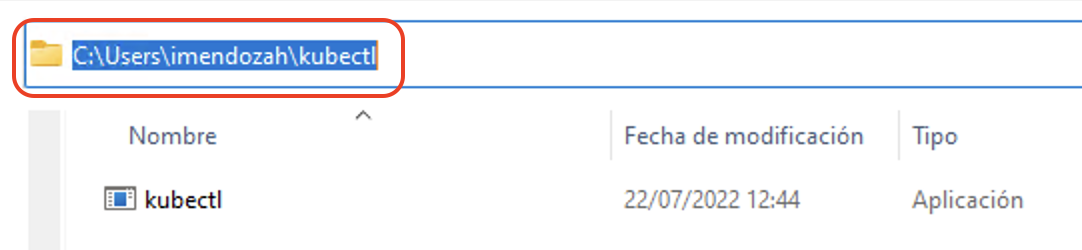 C:\Users\imendozah\kubectl
Nombre Fecha de modificación Tipo
kubectl 22/07/2022 12:44 Aplicación